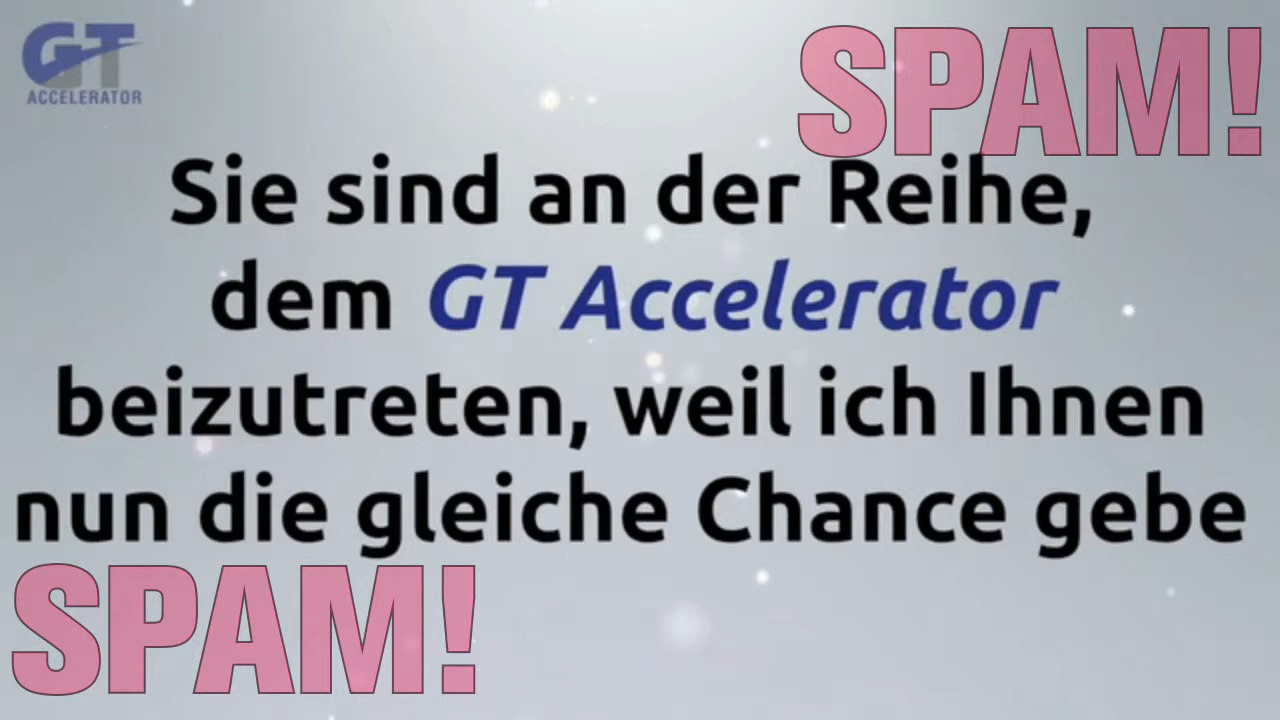 GT
ACCELERATOR
SPAM!
Sie sind an der Reihe,
dem GT Accelerator
beizutreten, weil ich Ihnen
nun die gleiche Chance gebe
SPAM!